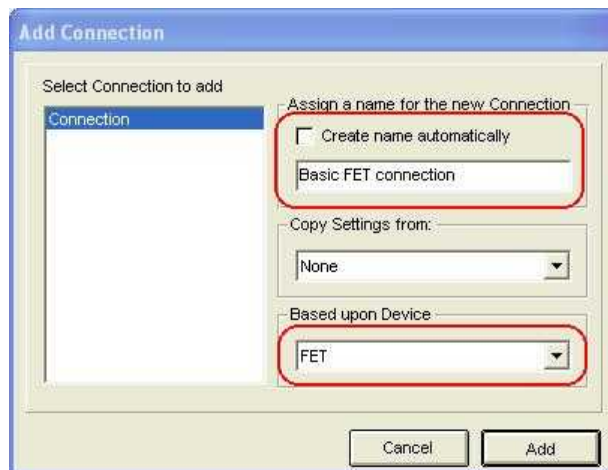 Add Connection
Select Connection to add
Connection
Assign a name for the new Connection
Create name automatically
Basic FET connection
Copy Settings from:
None
Based upon Device
FET
Cancel
Add